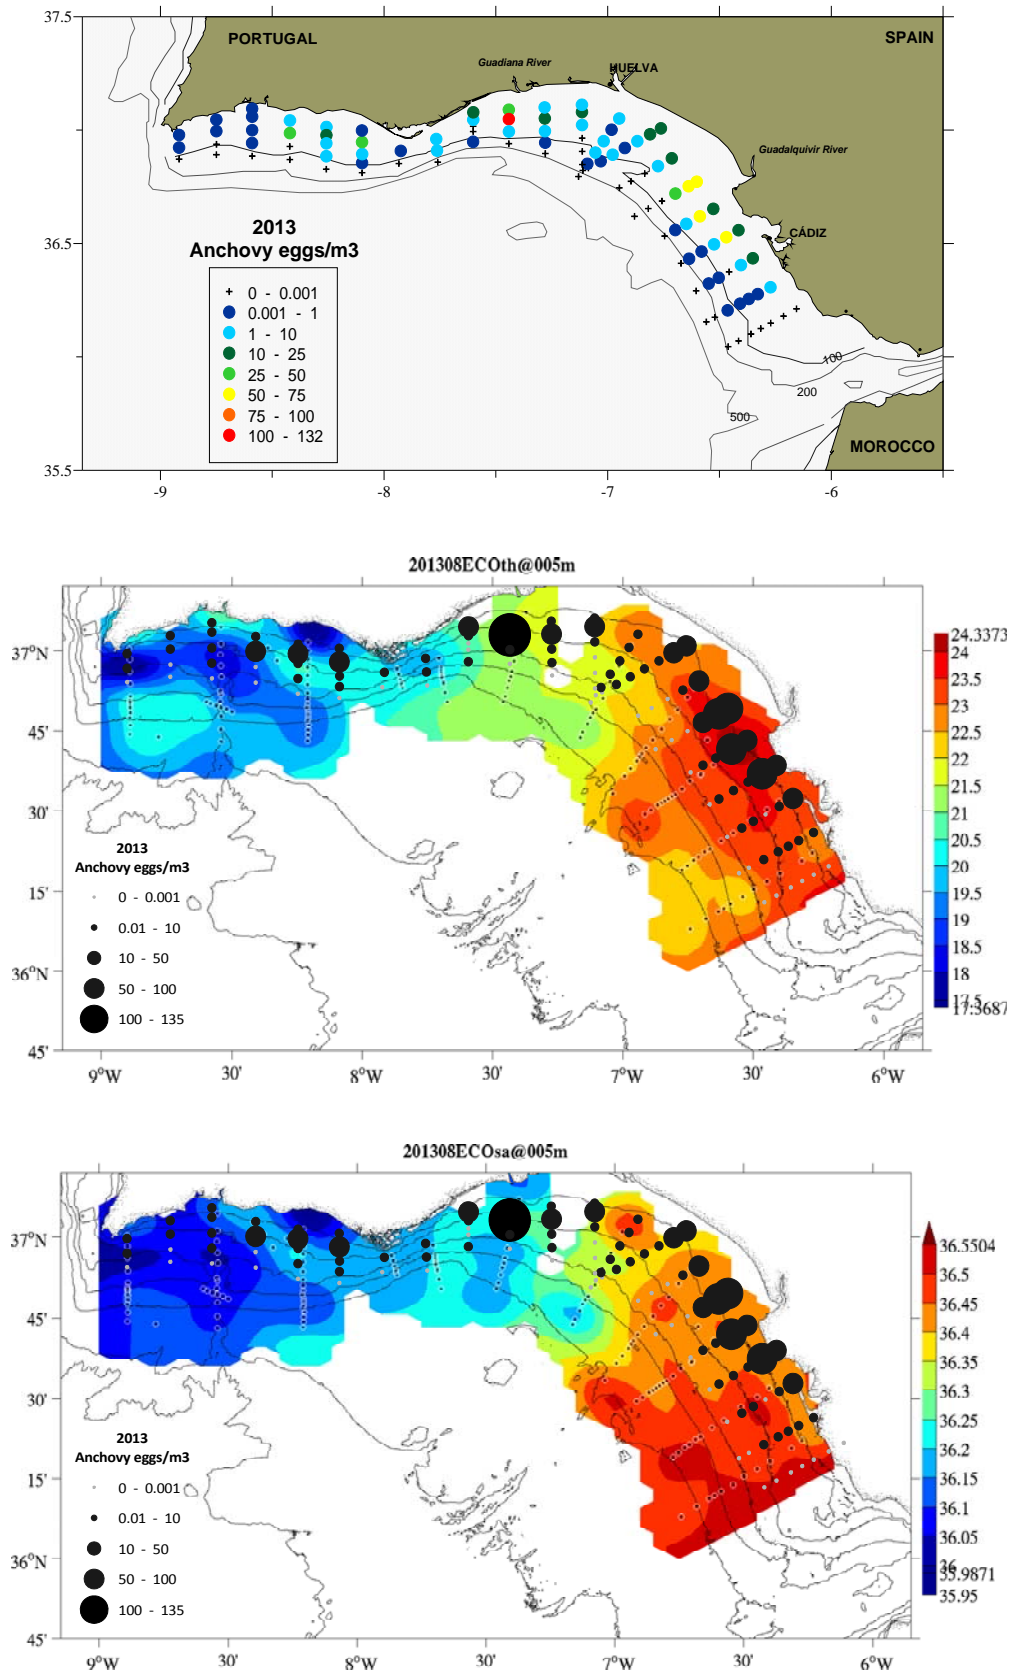 37.5
PORTUGAL
SPAIN
Guadiana River
HUELVA
Guadalquivir River
2013
Anchovy eggs/m3
CÁDIZ
36.5
0 - 0.001
0.001 - 1
1 - 10
10 - 25
25 - 50
50 - 75
75 - 100
100 - 132
100
200
500
MOROCCO
35.5
-9
-8
-7
-6
201308ECOth@005m
37°N
45'
30'
15'
36°N
45'
2013
Anchovy eggs/m3
0 - 0.001
0.01 - 10
10 - 50
50 - 100
100 - 135
9°W
30'
8°W
30'
7°W
30'
6°W
24.3373
24
23.5
23
22.5
22
21.5
21
20.5
20
19.5
19
18.5
18
17.5
17.3687
201308ECOsa@005m
37°N
45'
30'
15'
36°N
45'
2013
Anchovy eggs/m3
0 - 0.001
0.01 - 10
10 - 50
50 - 100
100 - 135
9°W
30'
8°W
30'
7°W
30'
6°W
36.5504
36.5
36.45
36.4
36.35
36.3
36.25
36.2
36.15
36.1
36.05
36
35.9871
35.95